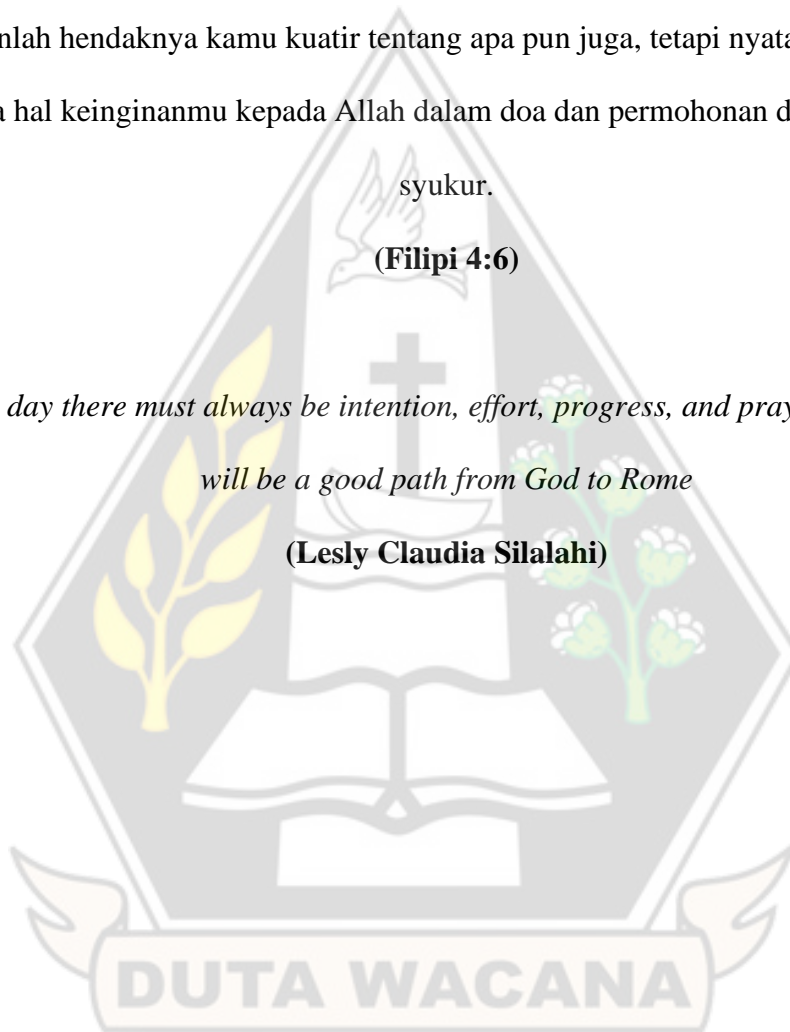 nlah hendaknya kamu kuatir tentang apa pun juga, tetapi nyata
a hal keinginanmu kepada Allah dalam doa dan permohonan d
syukur.
(Filipi 4:6)
day there must always be intention, effort, progress, and pray
will be a good path from God to Rome
(Lesly Claudia Silalahi)
DUTA WACANA